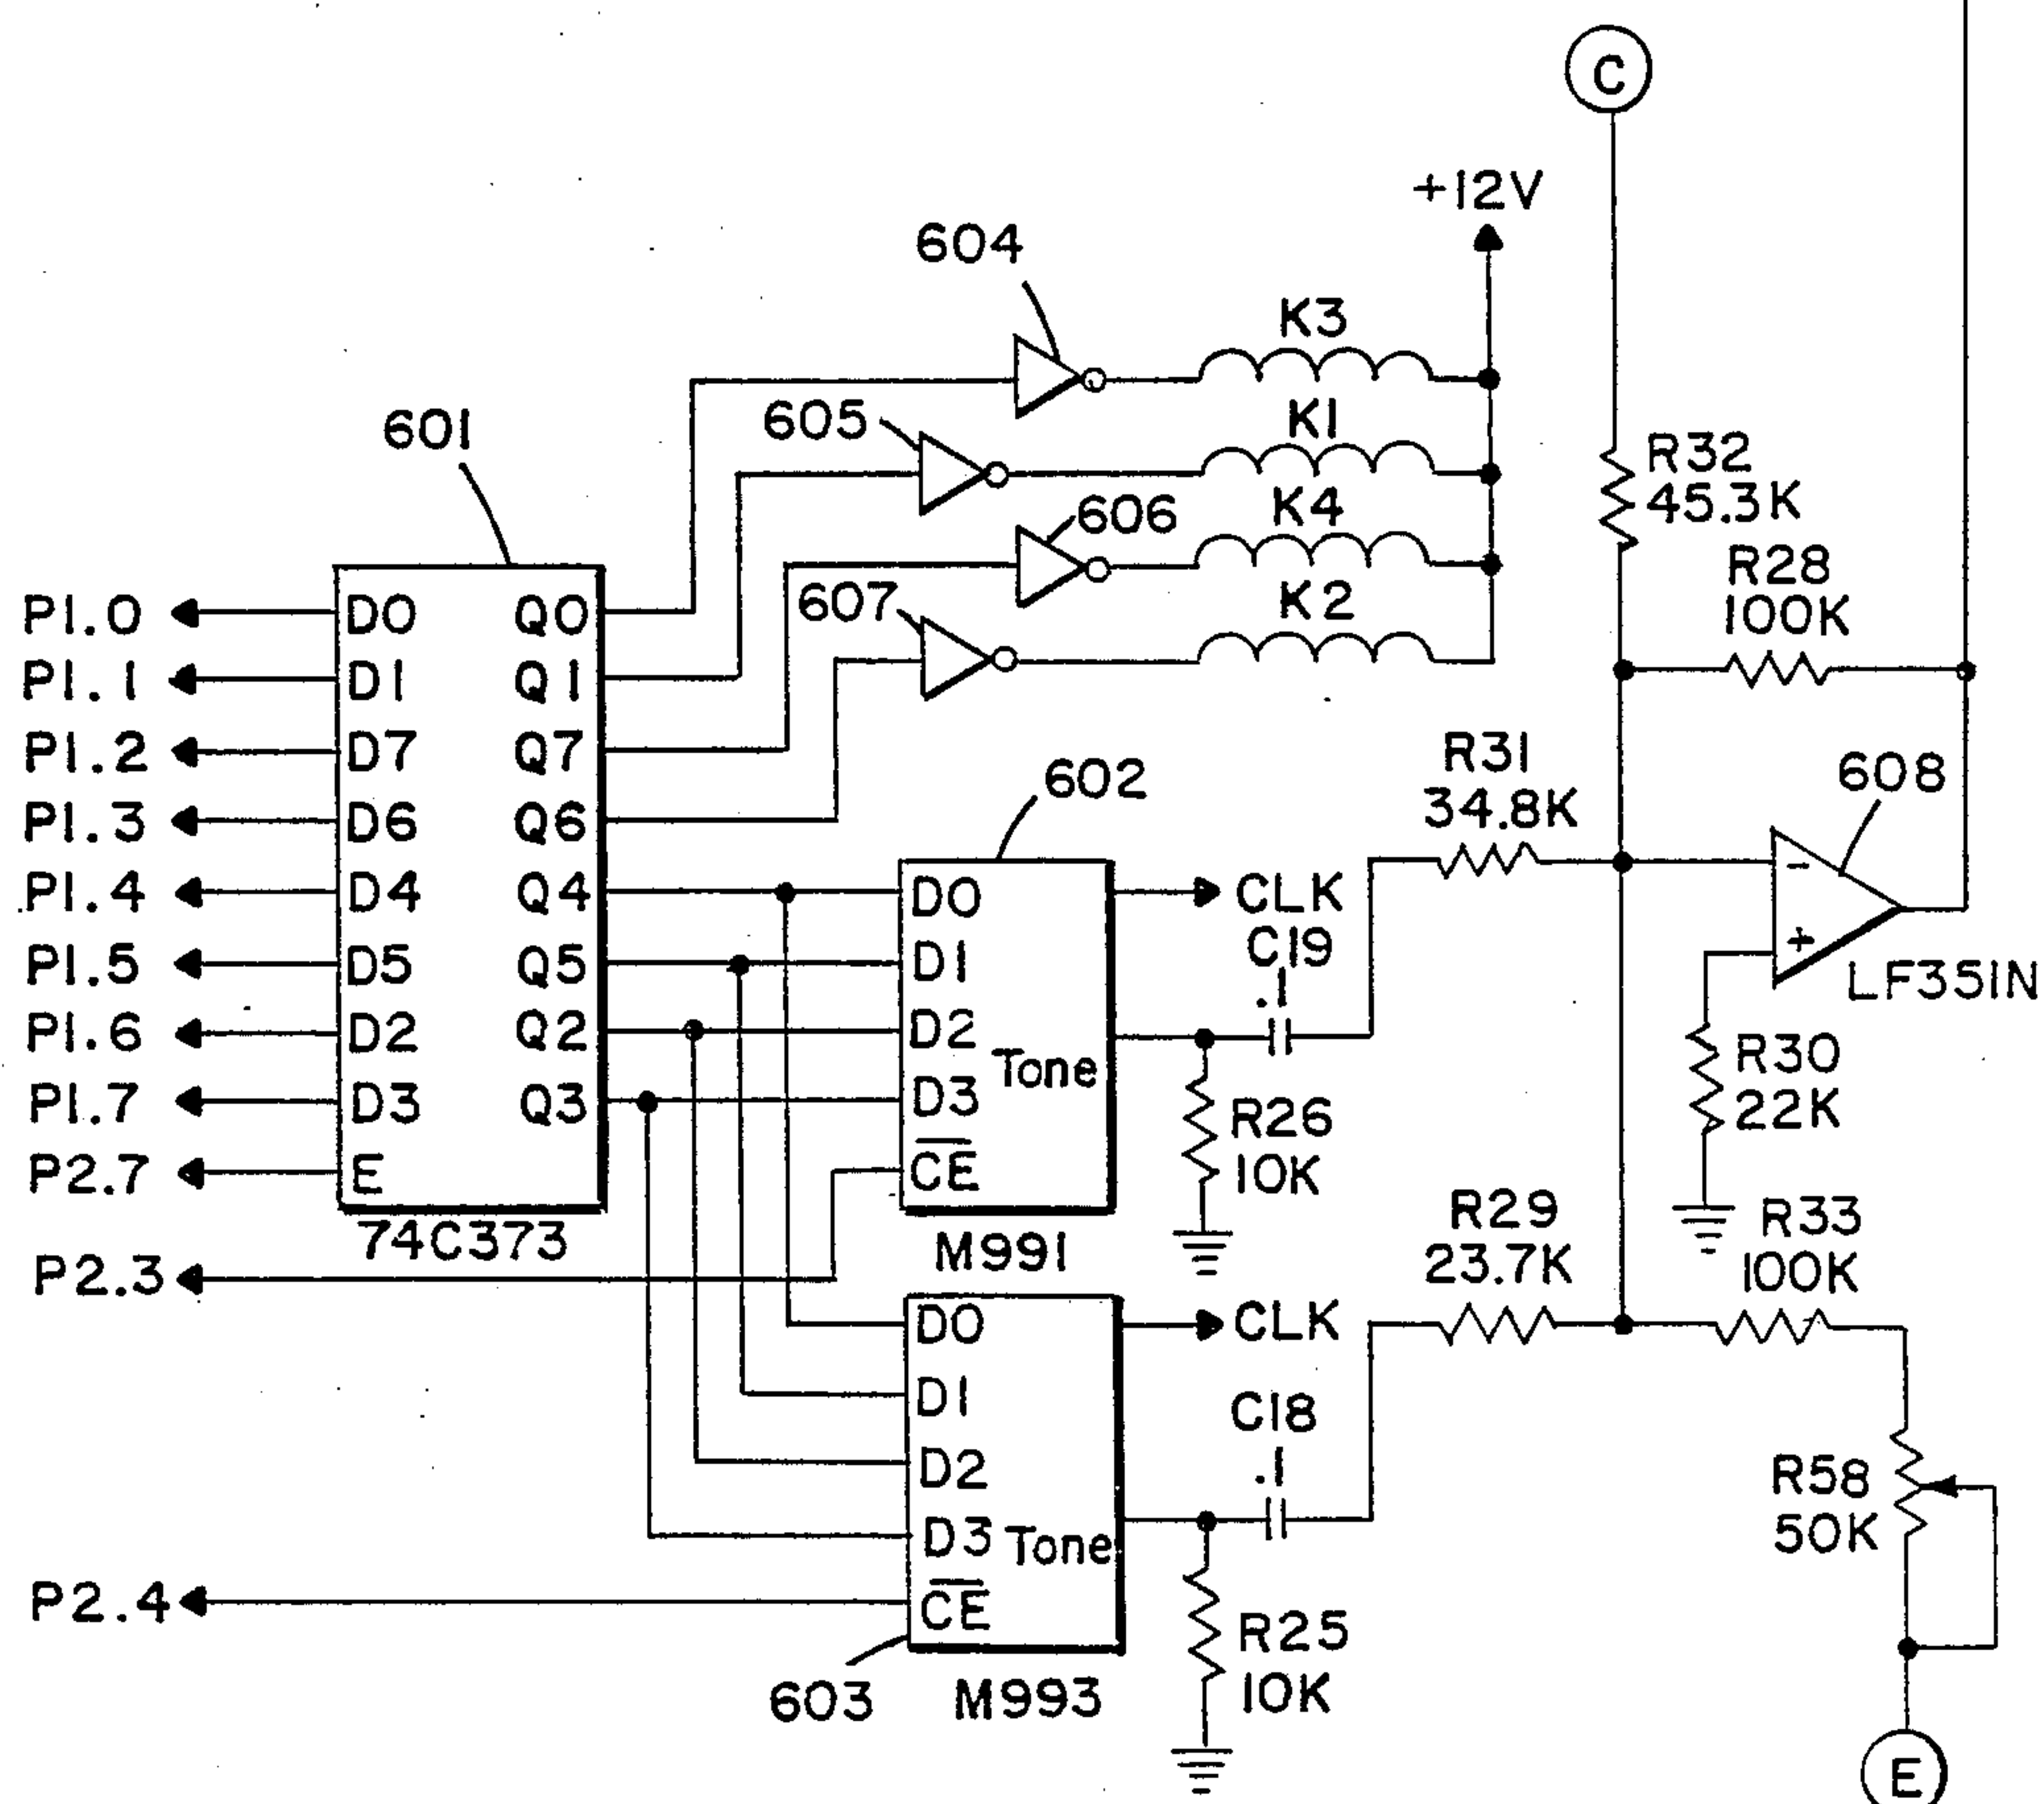 C
+12V
604
K3
605
K1
601
R32
45.3K
K4
606
R28
100K
607
K2
P1.0
D0
Q0
P1.1
D1
Q1
P1.2
D7
Q7
R31
34.8K
608
602
P1.3
D6
Q6
P1.4
D4
Q4
D0
CLK
C19
.1
P1.5
D5
Q5
D1
LF351N
P1.6
D2
Q2
D2
Tone
R30
22K
P1.7
D3
Q3
D3
R26
10K
P2.7
E
CE
74C373
M991
R29
23.7K
R33
100K
P2.3
D0
CLK
D1
C18
.1
D2
R58
50K
D3
Tone
P2.4
CE
R25
10K
603
M993
E